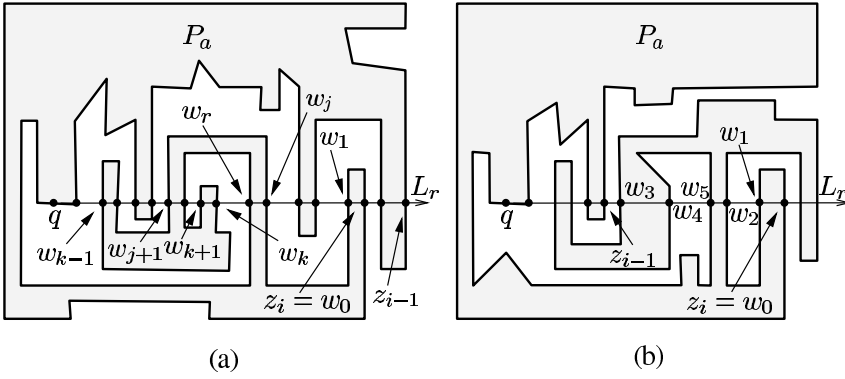 P_a
w_r
w_j
w_1
L_r
q
w_{k-1}
w_{j+1}
w_{k+1}
w_k
z_i = w_0
z_{i-1}
(a)
P_a
w_1
L_r
w_3
w_5
q
w_4
w_2
z_{i-1}
z_i = w_0
(b)